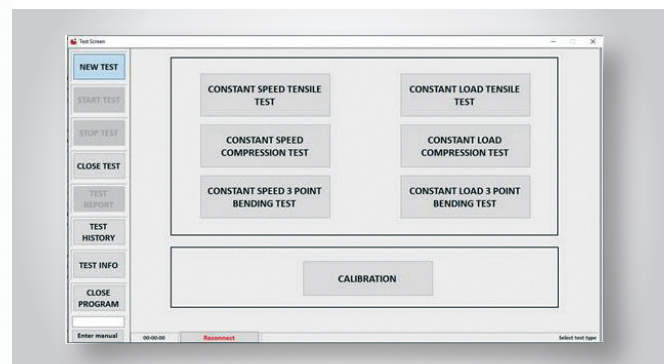 Test Screen
NEW TEST
START TEST
STOP TEST
CLOSE TEST
TEST
REPORT
TEST
HISTORY
TEST INFO
CLOSE
PROGRAM
Enter manual
CONSTANT SPEED TENSILE
TEST
CONSTANT LOAD TENSILE
TEST
CONSTANT SPEED
COMPRESSION TEST
CONSTANT LOAD
COMPRESSION TEST
CONSTANT SPEED 3 POINT
BENDING TEST
CONSTANT LOAD 3 POINT
BENDING TEST
CALIBRATION
00:00:00
Reconnect
Select test type